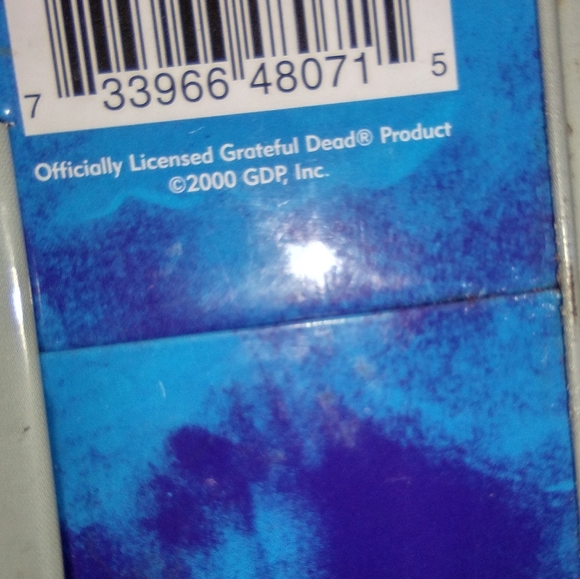 7 33966 48071 5
Officially Licensed Grateful Dead® Product
©2000 GDP, Inc.